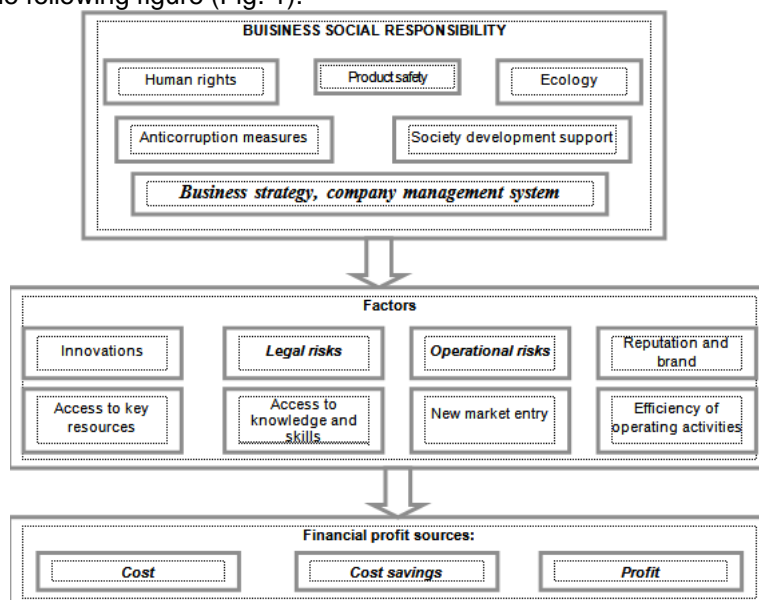 following figure (Fig. 1).
BUISINESS SOCIAL RESPONSIBILITY
Human rights
Product safety
Ecology
Anticorruption measures
Society development support
Business strategy, company management system
Factors
Innovations
Legal risks
Operational risks
Reputation and
brand
Access to key
resources
Access to
knowledge and
skills
New market entry
Efficiency of
operating activities
Financial profit sources:
Cost
Cost savings
Profit